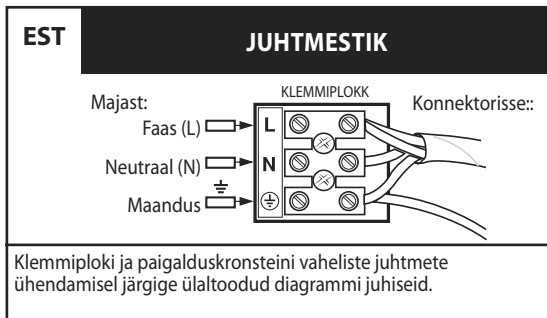 EST
JUHTMESTIK
KLEMMIPLOKK
Majast:
Konnektorisse::
Faas (L)
L
Neutraal (N)
N
Maandus
Klemmiploki ja paigalduskronsteini vaheliste juhtmete
ühendamisel järgige ülaltoodud diagrammi juhiseid.